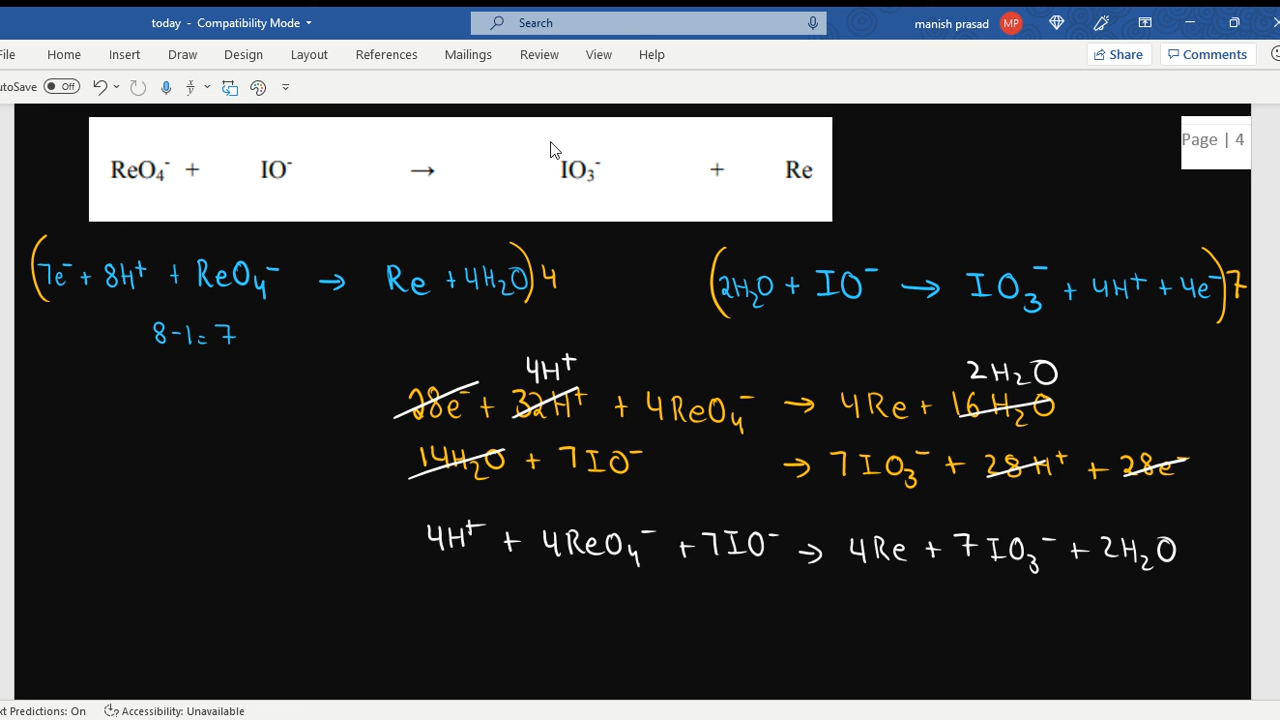 today - Compatibility Mode
Search
manish prasad MP
File Home Insert Draw Design Layout References Mailings Review View Help Share Comments
utoSave Off
Page | 4
ReO₄⁻ + IO⁻ → IO₃⁻ + Re
(7e⁻ + 8H⁺ + ReO₄⁻ → Re + 4H₂O) 4
(2H₂O + IO⁻ → IO₃⁻ + 4H⁺ + 4e⁻) 7
8-1=7
4H⁺ 2H₂O
28e⁻ + 32H⁺ + 4ReO₄⁻ → 4Re + 16H₂O
14H₂O + 7IO⁻ → 7IO₃⁻ + 28H⁺ + 28e⁻
4H⁺ + 4ReO₄⁻ + 7IO⁻ → 4Re + 7IO₃⁻ + 2H₂O
xt Predictions: On Accessibility: Unavailable